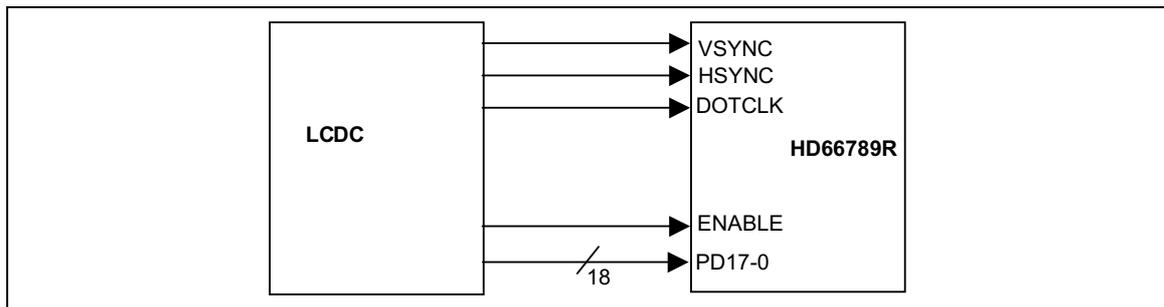 VSYNC
HSYNC
DOTCLK
LCDC
HD66789R
ENABLE
PD17-0
18